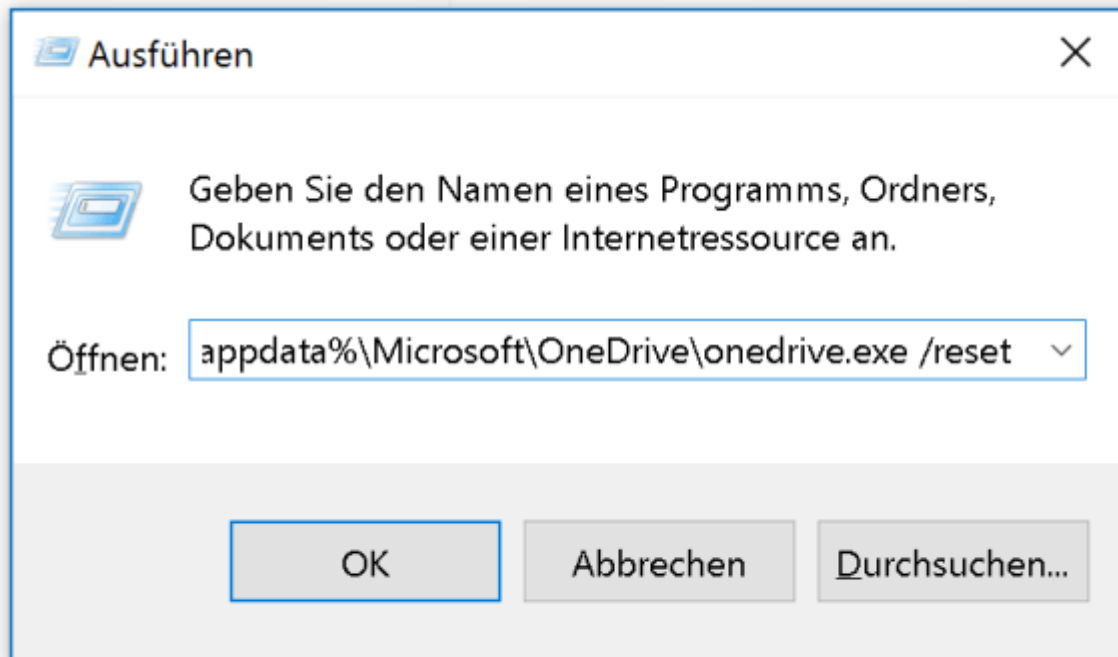 Ausführen
Geben Sie den Namen eines Programms, Ordners,
Dokuments oder einer Internetressource an.
Öffnen: appdata%\Microsoft\OneDrive\onedrive.exe /reset
OK Abbrechen Durchsuchen...